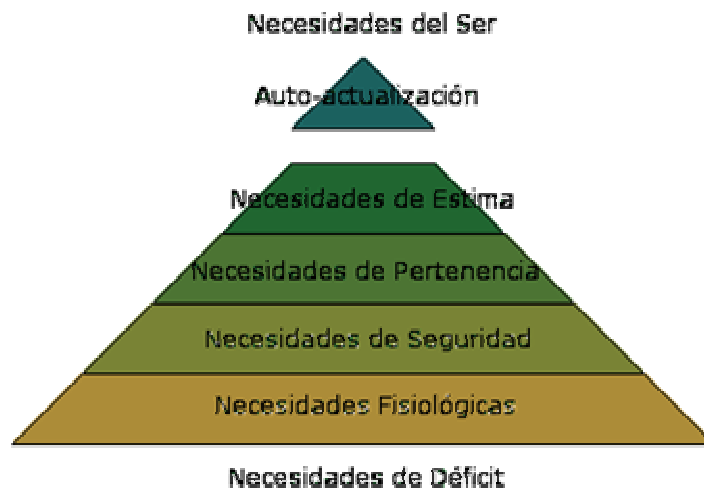 Necesidades del Ser
Auto-actualización
Necesidades de Estima
Necesidades de Pertenencia
Necesidades de Seguridad
Necesidades Fisiológicas
Necesidades de Déficit